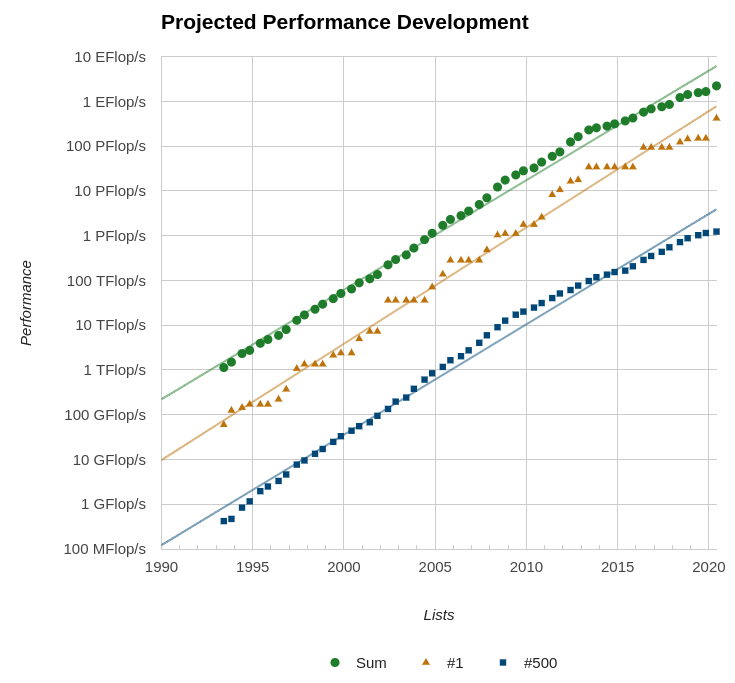 Projected Performance Development
10 EFlop/s
1 EFlop/s
100 PFlop/s
10 PFlop/s
1 PFlop/s
100 TFlop/s
10 TFlop/s
1 TFlop/s
100 GFlop/s
10 GFlop/s
1 GFlop/s
100 MFlop/s
Performance
1990 1995 2000 2005 2010 2015 2020
Lists
Sum #1 #500